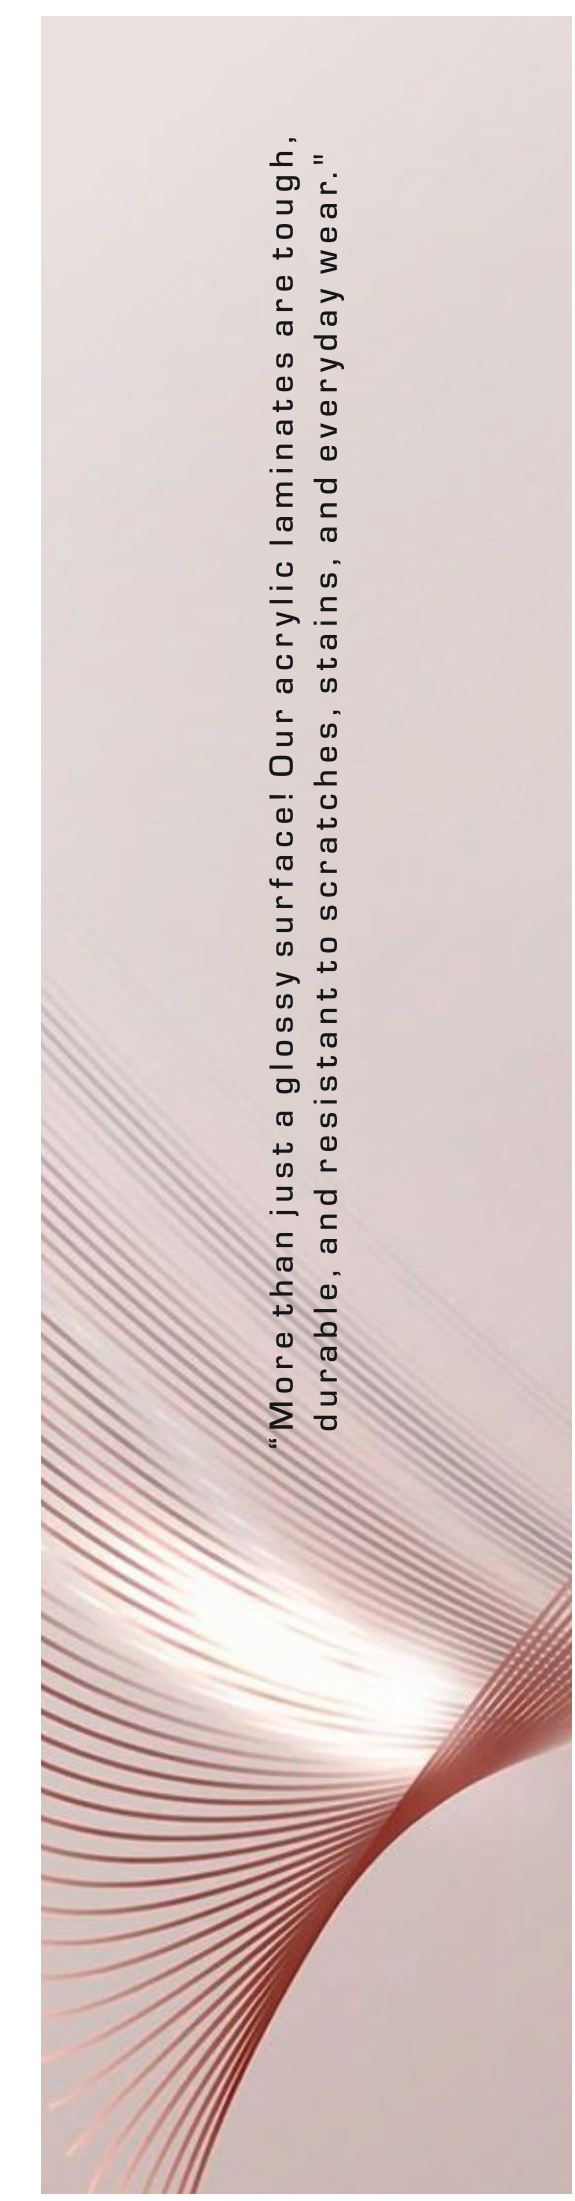 “More than just a glossy surface! Our acrylic laminates are tough,
durable, and resistant to scratches, stains, and everyday wear."